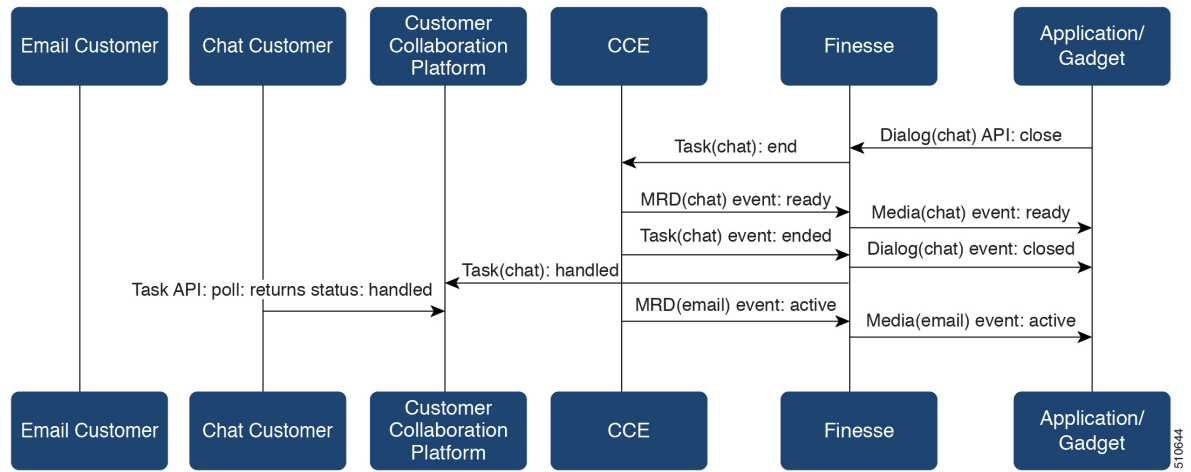 Email Customer
Chat Customer
Customer
Collaboration
Platform
CCE
Finesse
Application/
Gadget
Dialog(chat) API: close
Task(chat): end
MRD(chat) event: ready
Media(chat) event: ready
Task(chat) event: ended
Dialog(chat) event: closed
Task(chat): handled
Task API: poll: returns status: handled
MRD(email) event: active
Media(email) event: active
Email Customer
Chat Customer
Customer
Collaboration
Platform
CCE
Finesse
Application/
Gadget
510644